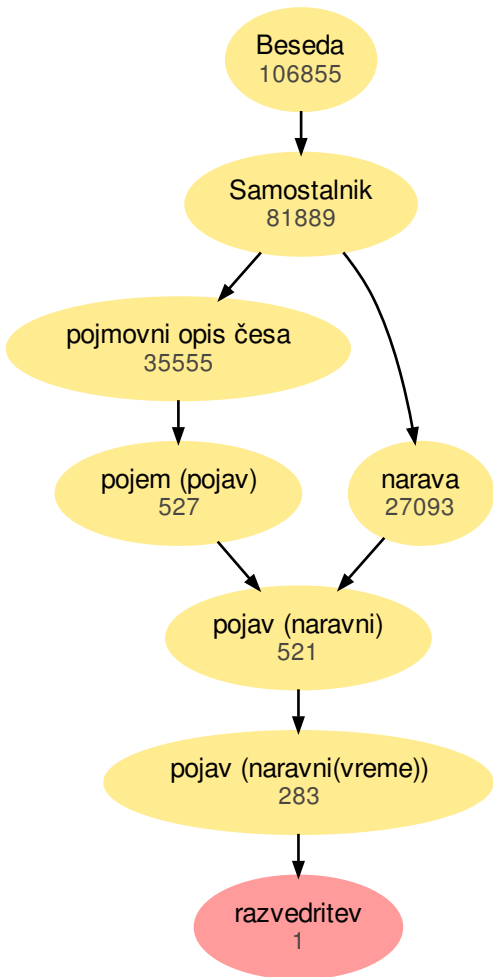 Beseda
106855
Samostalnik
81889
pojmovni opis česa
35555
pojem (pojav)
527
narava
27093
pojav (naravni)
521
pojav (naravni(vreme))
283
razvedritev
1